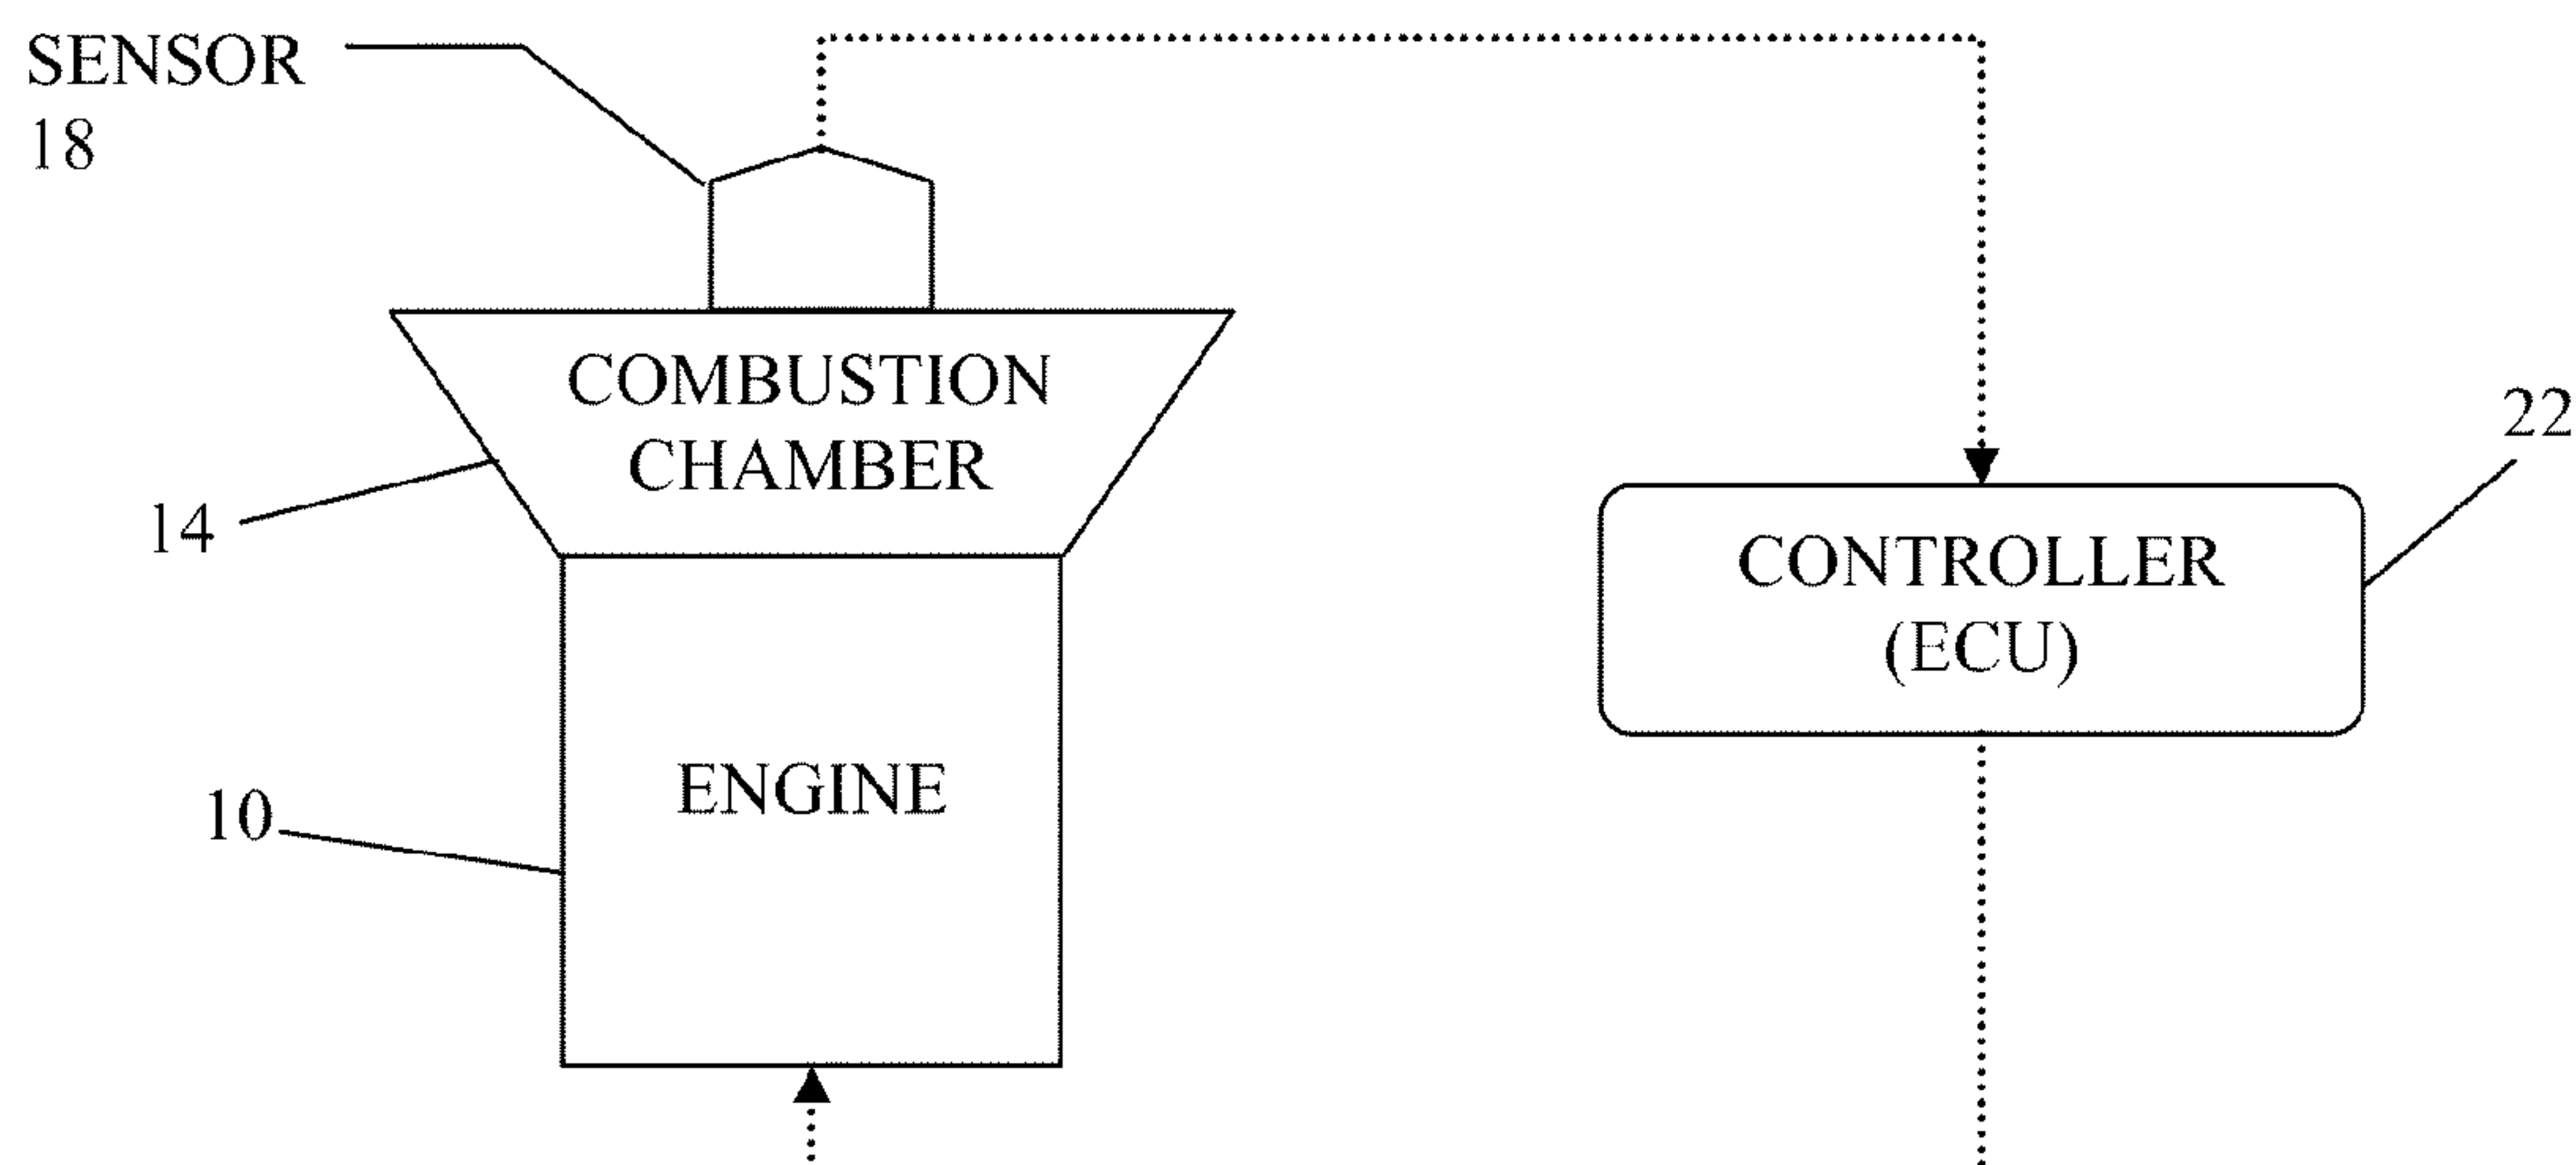 SENSOR
18
COMBUSTION
CHAMBER
14
22
CONTROLLER
(ECU)
ENGINE
10